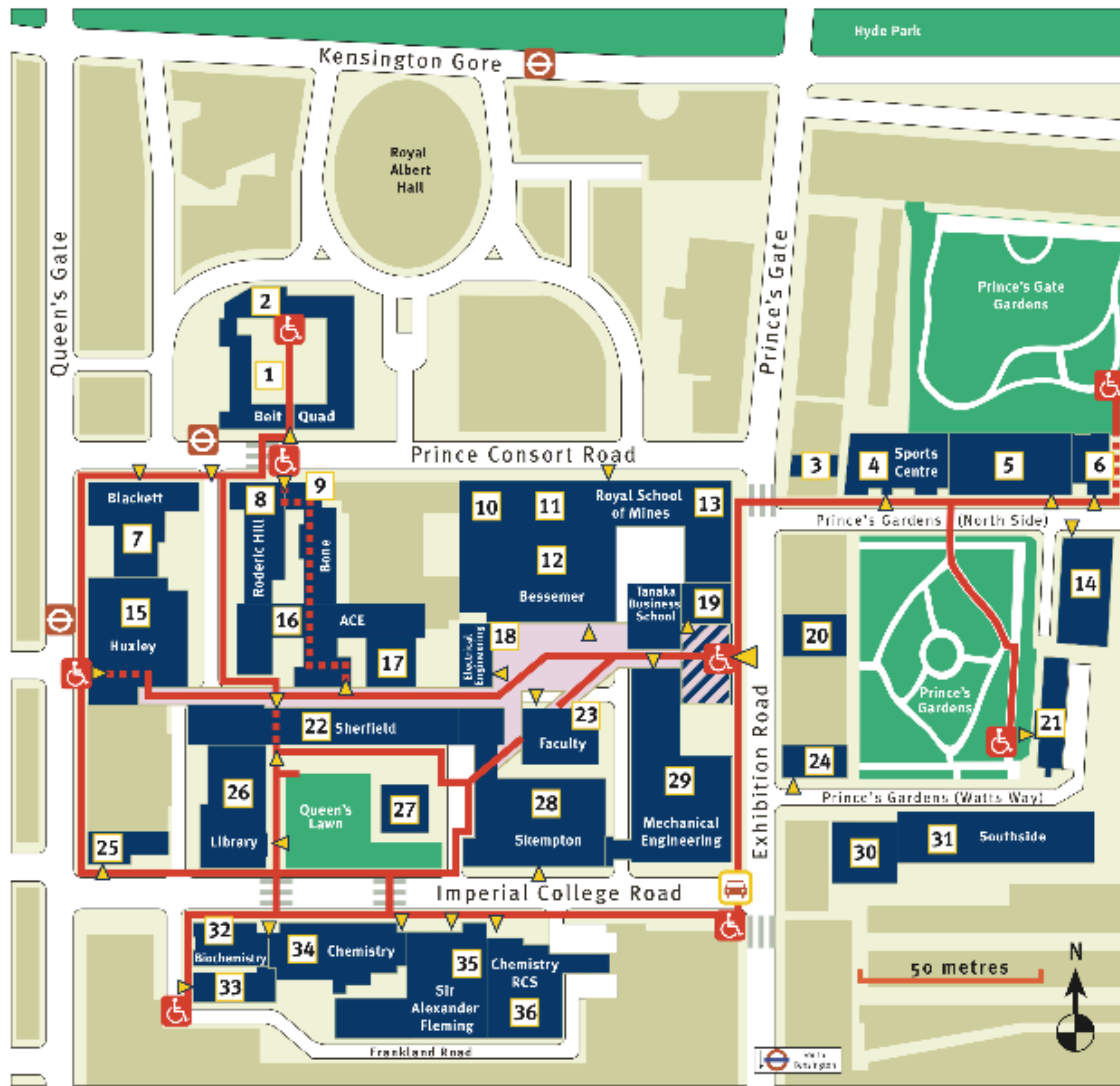 Hyde Park
Kensington Gore
Royal
Albert
Hall
Queen's Gate
Prince's Gate
Prince's Gate
Gardens
2
1
Beit Quad
Prince Consort Road
3
4
Sports
Centre
5
6
Prince's Gardens (North Side)
Blackett
7
8
9
Roderic Hill
Bone
10
11
Royal School
of Mines
13
12
Bessemer
14
15
Huxley
16
ACE
17
Electrical
Engineering
18
Tanaka
Business
School
19
20
Prince's
Gardens
21
22
Sherfield
23
Faculty
24
Prince's Gardens (Watts Way)
Exhibition Road
25
26
Library
Queen's
Lawn
27
28
Skempton
29
Mechanical
Engineering
30
31
Southside
Imperial College Road
32
Biochemistry
33
34
Chemistry
35
Sir
Alexander
Fleming
Chemistry
RCS
36
Frankland Road
50 metres
N
South
Kensington